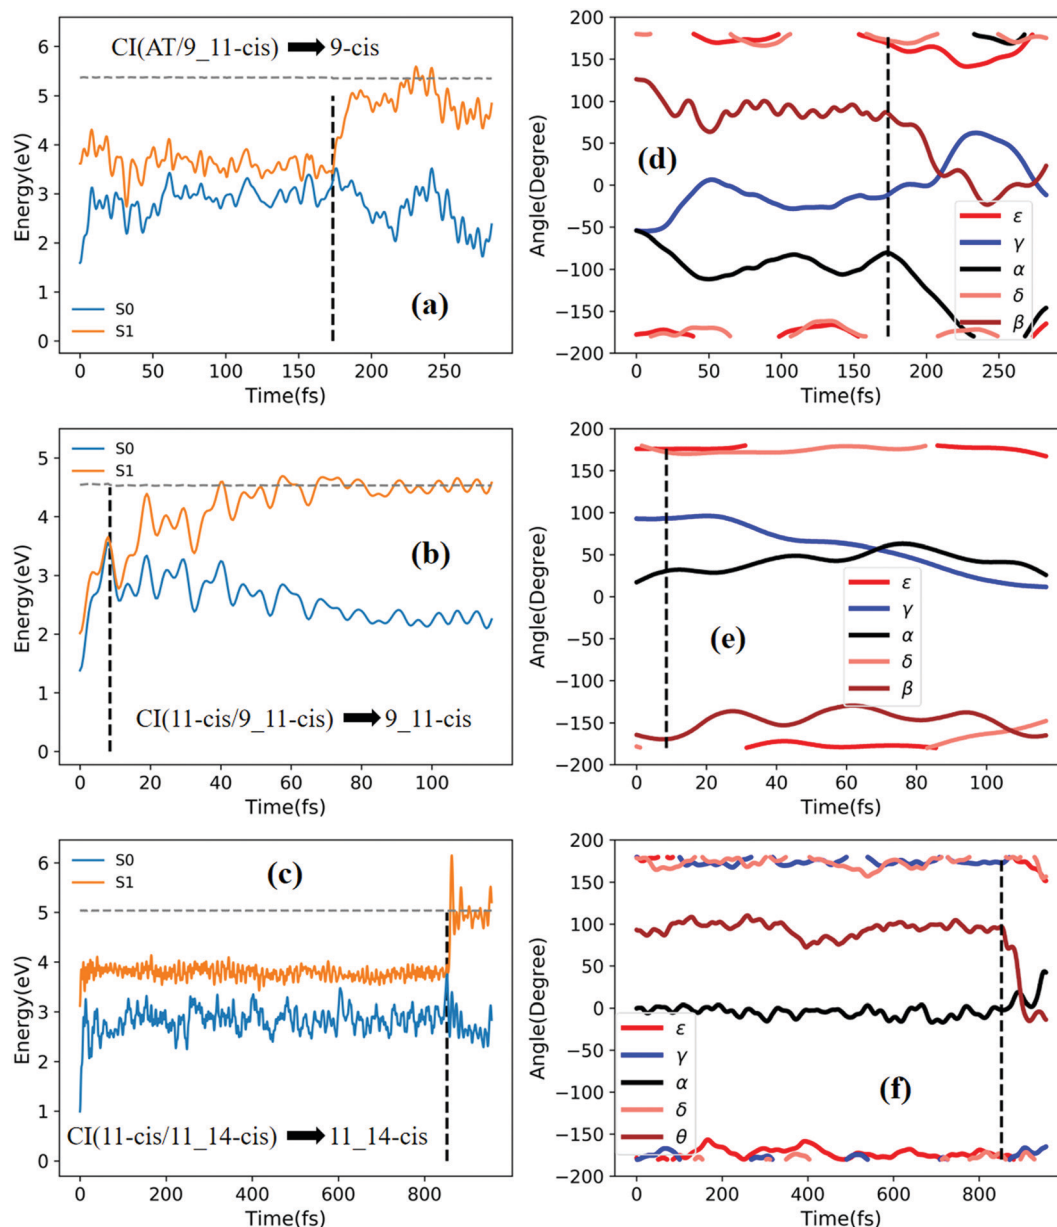 CI(AT/9_11-cis) ➡ 9-cis
6
5
4
3
2
1
0
Energy(eV)
S0
S1
(a)
0 50 100 150 200 250
Time(fs)
200
150
100
50
0
−50
−100
−150
−200
Angle(Degree)
(d)
ε
γ
α
δ
β
0 50 100 150 200 250
Time(fs)
S0
S1
5
4
3
2
1
0
Energy(eV)
(b)
CI(11-cis/9_11-cis) ➡ 9_11-cis
0 20 40 60 80 100
Time(fs)
200
150
100
50
0
−50
−100
−150
−200
Angle(Degree)
(e)
ε
γ
α
δ
β
0 20 40 60 80 100
Time(fs)
S0
S1
(c)
6
5
4
3
2
1
0
Energy(eV)
CI(11-cis/11_14-cis) ➡ 11_14-cis
0 200 400 600 800
Time(fs)
200
150
100
50
0
−50
−100
−150
−200
Angle(Degree)
ε
γ
α
δ
θ
(f)
0 200 400 600 800
Time(fs)